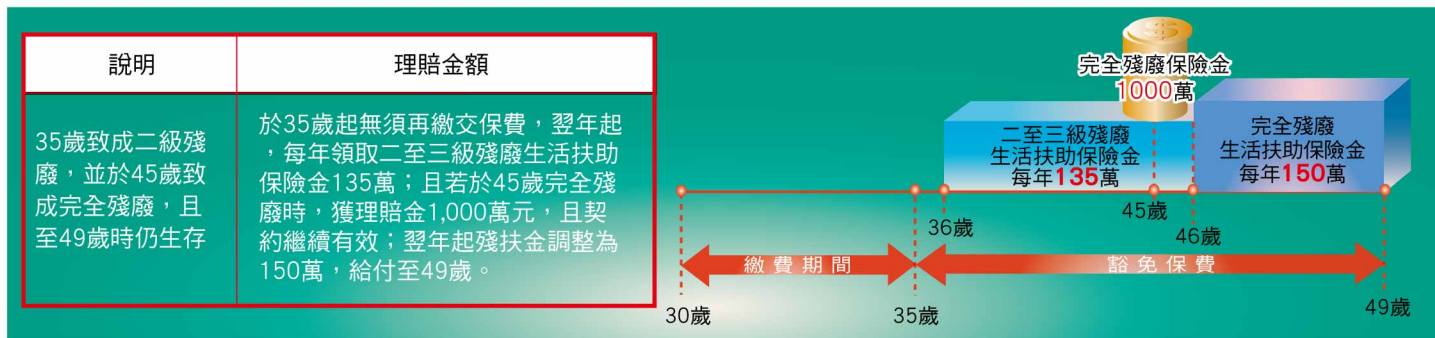 說明
理賠金額
35歲致成二級殘
廢，並於45歲致
成完全殘廢，且
至49歲時仍生存
於35歲起無須再繳交保費，翌年起
，每年領取二至三級殘廢生活扶助
保險金135萬；且若於45歲完全殘
廢時，獲理賠金1,000萬元，且契
約繼續有效；翌年起殘扶金調整為
150萬，給付至49歲。
完全殘廢保險金
1000萬
二至三級殘廢
生活扶助保險金
每年135萬
完全殘廢
生活扶助保險金
每年150萬
36歲
45歲
46歲
繳費期間
豁免保費
30歲
35歲
49歲